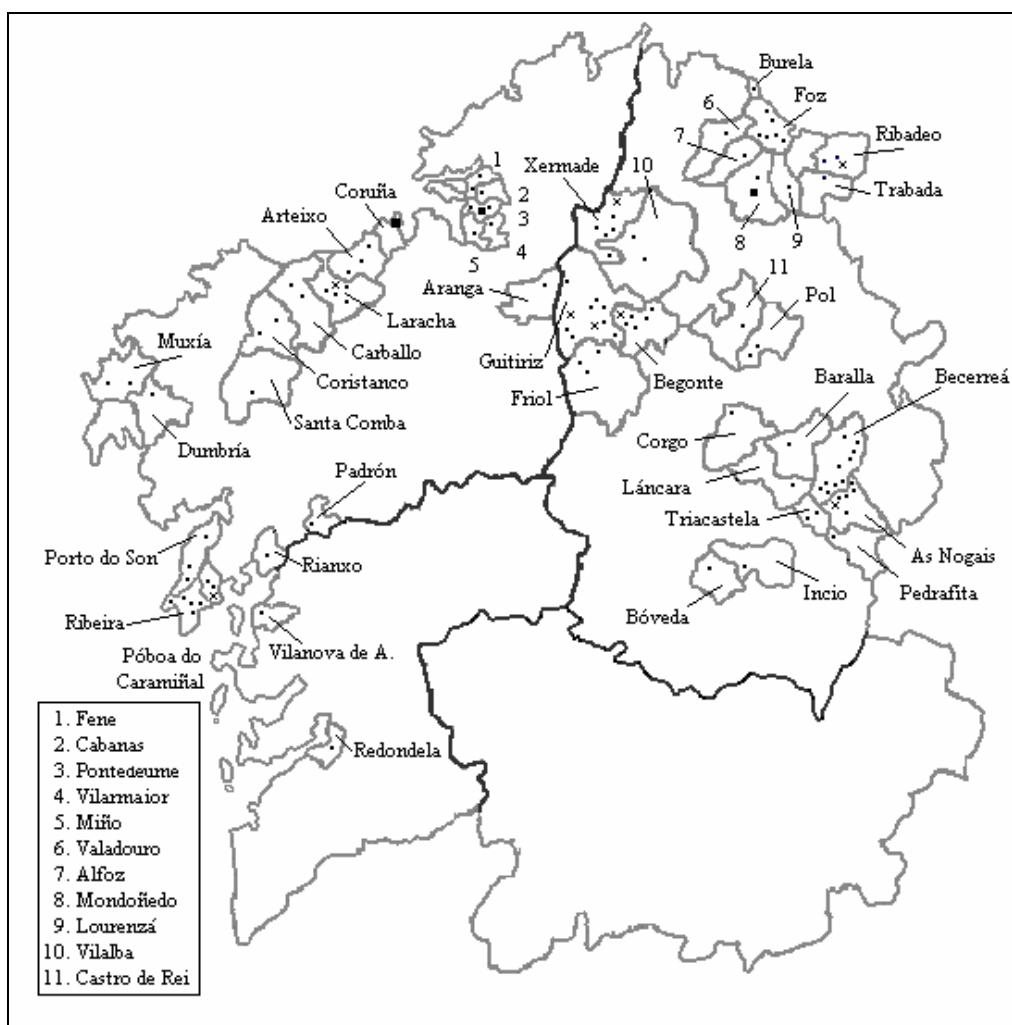 Burela
Foz
6
7
Ribadeo
Xermade
10
1
Coruña
2
Trabada
Arteixo
3
8
9
4
11
5
Aranga
Pol
Laracha
Muxía
Carballo
Guitiriz
Begonte
Baralla
Becerreá
Coristanco
Friol
Santa Comba
Corgo
Dumbría
Padrón
Láncara
Triacastela
Porto do Son
Rianxo
As Nogais
Incio
Pedrafita
Ribeira
Bóveda
Vilanova de A.
Póboa do
Caramiñal
Redondela
1. Fene
2. Cabanas
3. Pontedeume
4. Vilarmaior
5. Miño
6. Valadouro
7. Alfoz
8. Mondoñedo
9. Lourenzá
10. Vilalba
11. Castro de Rei